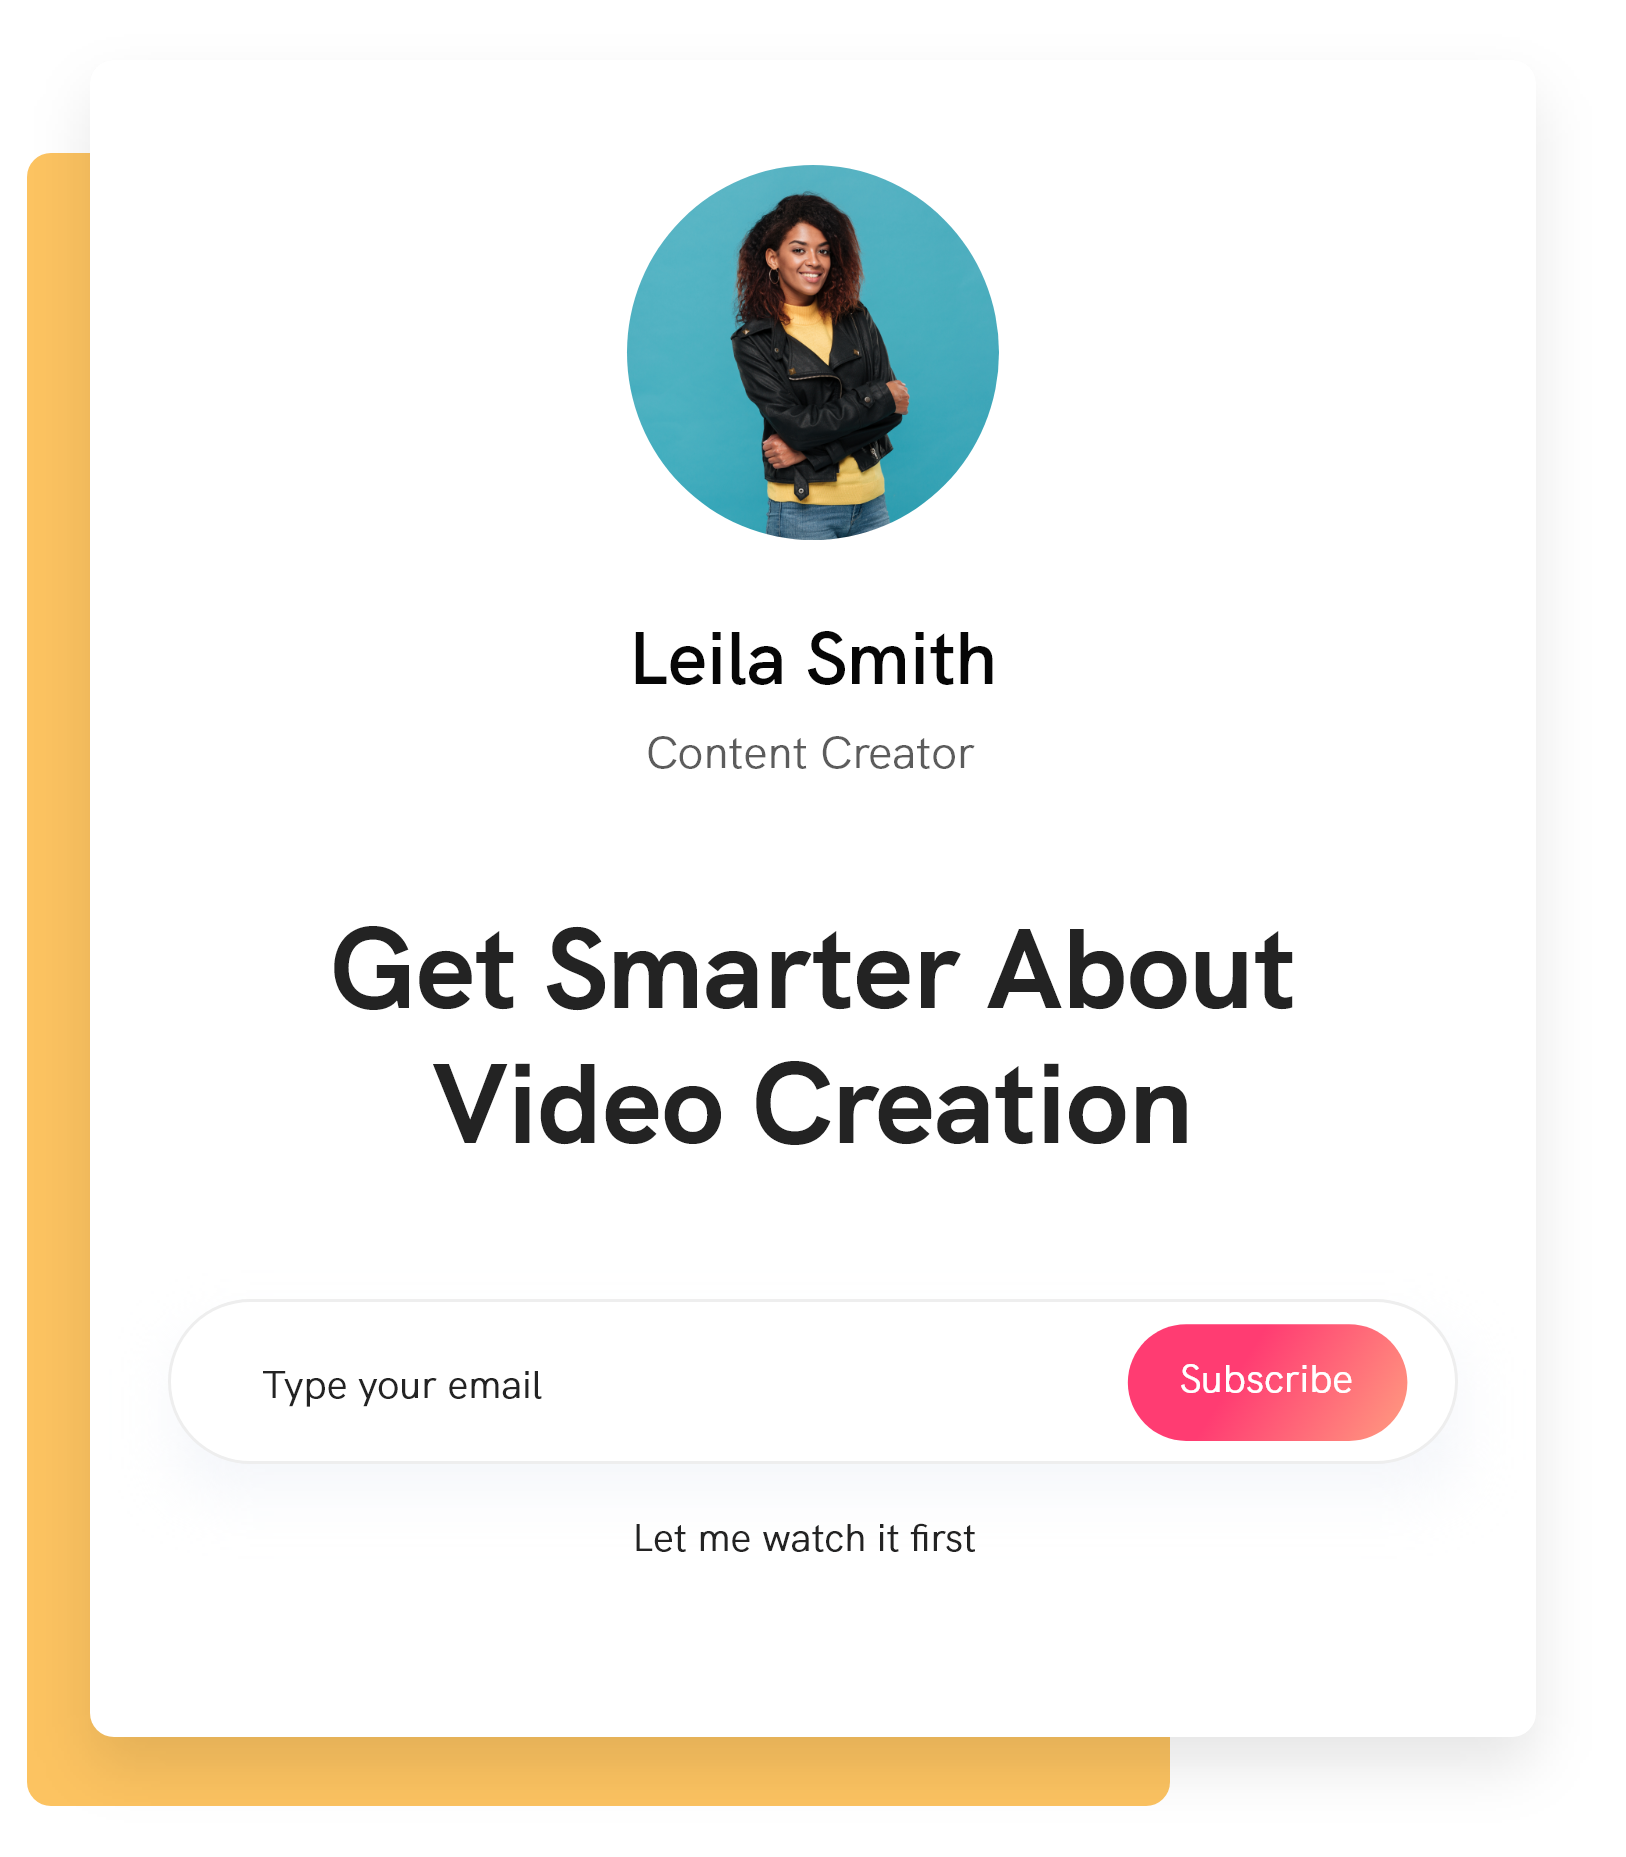 Leila Smith
Content Creator
Get Smarter About
Video Creation
Type your email
Subscribe
Let me watch it first